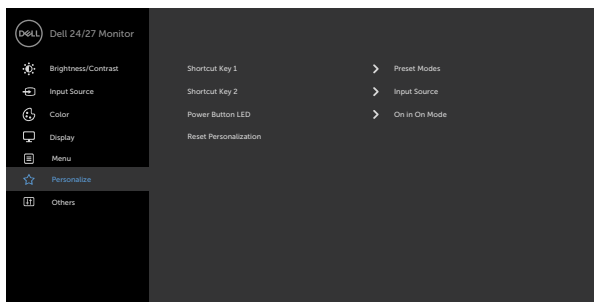 DELL Dell 24/27 Monitor
Brightness/Contrast Shortcut Key 1 Preset Modes
Input Source Shortcut Key 2 Input Source
Color Power Button LED On in On Mode
Display Reset Personalization
Menu
Personalize
Others